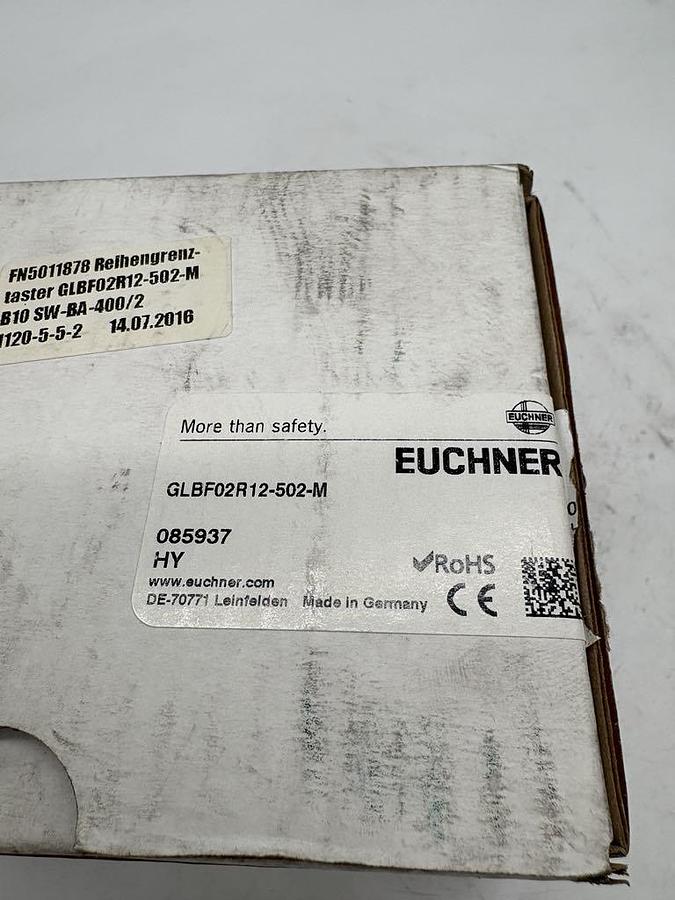 FN5011878 Reihengrenz-
taster GLBF02R12-502-M
B10 SW-BA-400/2
1120-5-5-2 14.07.2016
EUCHNER
More than safety.
EUCHNER
GLBF02R12-502-M
085937
HY
✓RoHS
www.euchner.com
DE-70771 Leinfelden Made in Germany
CE